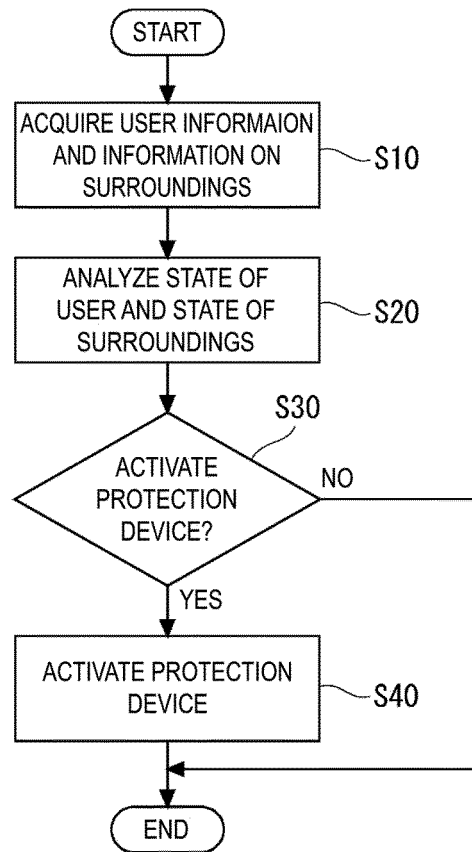 START
ACQUIRE USER INFORMAION
AND INFORMATION ON
SURROUNDINGS
S10
ANALYZE STATE OF
USER AND STATE OF
SURROUNDINGS
S20
S30
ACTIVATE
PROTECTION
DEVICE?
NO
YES
ACTIVATE PROTECTION
DEVICE
S40
END